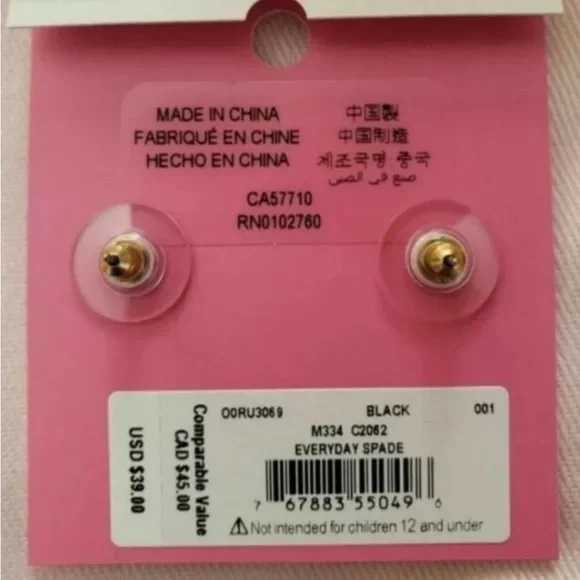 MADE IN CHINA
FABRIQUÉ EN CHINE
HECHO EN CHINA
中国製
中国制造
제조국명·중국
صنع في الصين
CA57710
RN0102760
O0RU3069 BLACK 001
M334 C2062
EVERYDAY SPADE
7 67883 55049 6
⚠ Not intended for children 12 and under
Comparable Value
CAD $45.00
USD $39.00